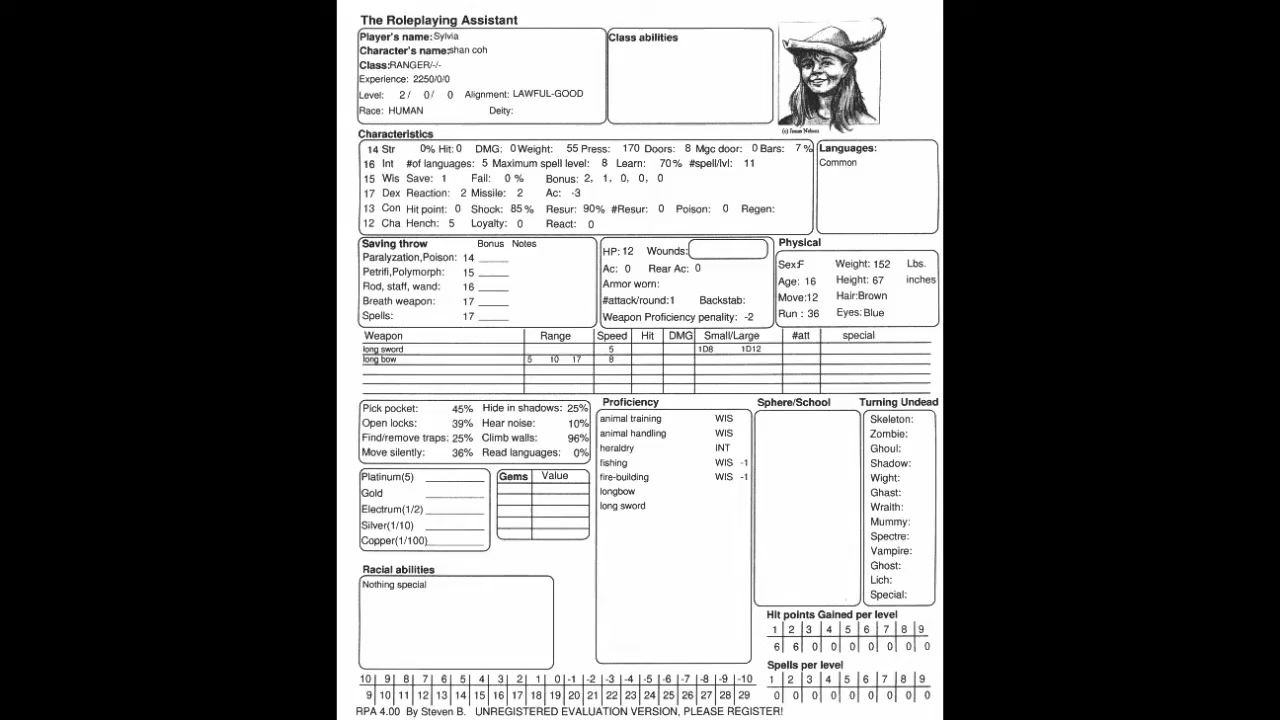 The Roleplaying Assistant
Player's name: Sylvia
Character's name:shan coh
Class:RANGER/-/-
Experience: 2250/0/0
Level: 2 / 0 / 0 Alignment: LAWFUL-GOOD
Race: HUMAN Deity:
Class abilities
(c) James Nelson
Characteristics
14 Str 0% Hit: 0 DMG: 0 Weight: 55 Press: 170 Doors: 8 Mgc door: 0 Bars: 7 %
16 Int #of languages: 5 Maximum spell level: 8 Learn: 70 % #spell/lvl: 11
15 Wis Save: 1 Fail: 0 % Bonus: 2, 1, 0, 0, 0
17 Dex Reaction: 2 Missile: 2 Ac: -3
13 Con Hit point: 0 Shock: 85 % Resur: 90% #Resur: 0 Poison: 0 Regen:
12 Cha Hench: 5 Loyalty: 0 React: 0
Languages:
Common
Saving throw Bonus Notes
Paralyzation,Poison: 14
Petrifi,Polymorph: 15
Rod, staff, wand: 16
Breath weapon: 17
Spells: 17
HP: 12 Wounds:
Ac: 0 Rear Ac: 0
Armor worn:
#attack/round:1 Backstab:
Weapon Proficiency penality: -2
Physical
Sex:F Weight: 152 Lbs.
Age: 16 Height: 67 inches
Move:12 Hair:Brown
Run : 36 Eyes: Blue
Weapon Range Speed Hit DMG Small/Large #att special
long sword 5 1D8 1D12
long bow 5 10 17 8
Pick pocket: 45% Hide in shadows: 25%
Open locks: 39% Hear noise: 10%
Find/remove traps: 25% Climb walls: 96%
Move silently: 36% Read languages: 0%
Platinum(5)
Gold
Electrum(1/2)
Silver(1/10)
Copper(1/100)
Gems Value
Racial abilities
Nothing special
Proficiency
animal training WIS
animal handling WIS
heraldry INT
fishing WIS -1
fire-building WIS -1
longbow
long sword
Sphere/School
Turning Undead
Skeleton:
Zombie:
Ghoul:
Shadow:
Wight:
Ghast:
Wraith:
Mummy:
Spectre:
Vampire:
Ghost:
Lich:
Special:
Hit points Gained per level
1 2 3 4 5 6 7 8 9
6 6 0 0 0 0 0 0 0
Spells per level
1 2 3 4 5 6 7 8 9
0 0 0 0 0 0 0 0 0
10 9 8 7 6 5 4 3 2 1 0 -1 -2 -3 -4 -5 -6 -7 -8 -9 -10
9 10 11 12 13 14 15 16 17 18 19 20 21 22 23 24 25 26 27 28 29
RPA 4.00 By Steven B. UNREGISTERED EVALUATION VERSION, PLEASE REGISTER!